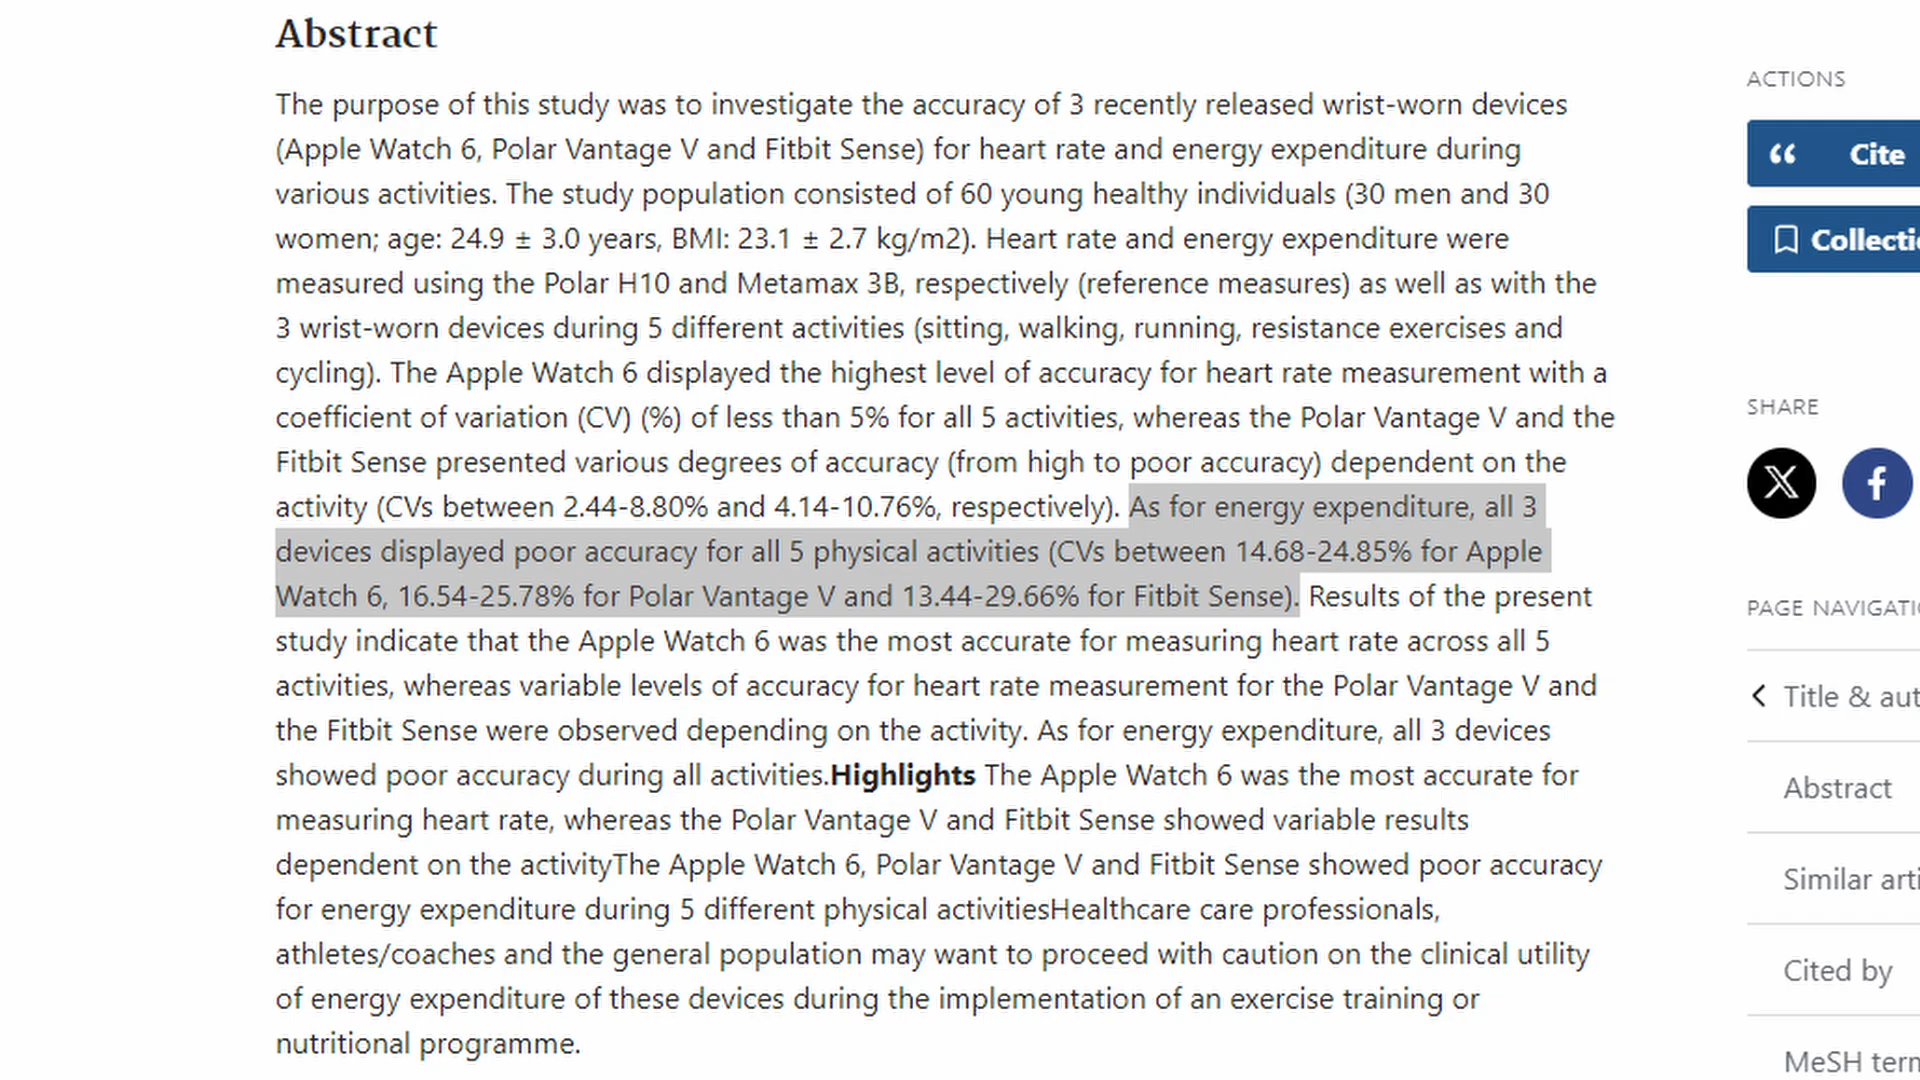 Abstract
The purpose of this study was to investigate the accuracy of 3 recently released wrist-worn devices
(Apple Watch 6, Polar Vantage V and Fitbit Sense) for heart rate and energy expenditure during
various activities. The study population consisted of 60 young healthy individuals (30 men and 30
women; age: 24.9 ± 3.0 years, BMI: 23.1 ± 2.7 kg/m2). Heart rate and energy expenditure were
measured using the Polar H10 and Metamax 3B, respectively (reference measures) as well as with the
3 wrist-worn devices during 5 different activities (sitting, walking, running, resistance exercises and
cycling). The Apple Watch 6 displayed the highest level of accuracy for heart rate measurement with a
coefficient of variation (CV) (%) of less than 5% for all 5 activities, whereas the Polar Vantage V and the
Fitbit Sense presented various degrees of accuracy (from high to poor accuracy) dependent on the
activity (CVs between 2.44-8.80% and 4.14-10.76%, respectively). As for energy expenditure, all 3
devices displayed poor accuracy for all 5 physical activities (CVs between 14.68-24.85% for Apple
Watch 6, 16.54-25.78% for Polar Vantage V and 13.44-29.66% for Fitbit Sense). Results of the present
study indicate that the Apple Watch 6 was the most accurate for measuring heart rate across all 5
activities, whereas variable levels of accuracy for heart rate measurement for the Polar Vantage V and
the Fitbit Sense were observed depending on the activity. As for energy expenditure, all 3 devices
showed poor accuracy during all activities.Highlights The Apple Watch 6 was the most accurate for
measuring heart rate, whereas the Polar Vantage V and Fitbit Sense showed variable results
dependent on the activityThe Apple Watch 6, Polar Vantage V and Fitbit Sense showed poor accuracy
for energy expenditure during 5 different physical activitiesHealthcare care professionals,
athletes/coaches and the general population may want to proceed with caution on the clinical utility
of energy expenditure of these devices during the implementation of an exercise training or
nutritional programme.
ACTIONS
Cite
Collecti
SHARE
X
f
PAGE NAVIGATI
Title & aut
Abstract
Similar arti
Cited by
MeSH term